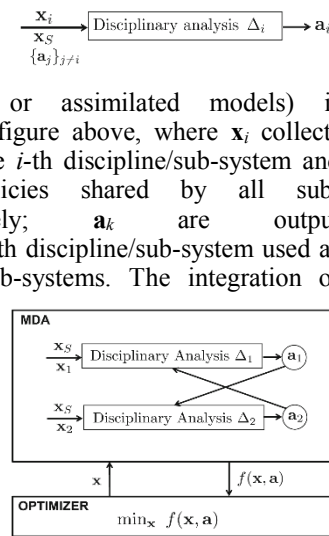 x_i
x_S
{a_j}_{j≠i}
Disciplinary analysis Δ_i
a_i
or assimilated models) i
figure above, where x_i collect
i-th discipline/sub-system and
icies shared by all sub
ly; a_k are outpu
th discipline/sub-system used a
b-systems. The integration o
MDA
x_S
x_1
Disciplinary Analysis Δ_1
a_1
x_S
x_2
Disciplinary Analysis Δ_2
a_2
x
f(x, a)
OPTIMIZER
min_x f(x, a)